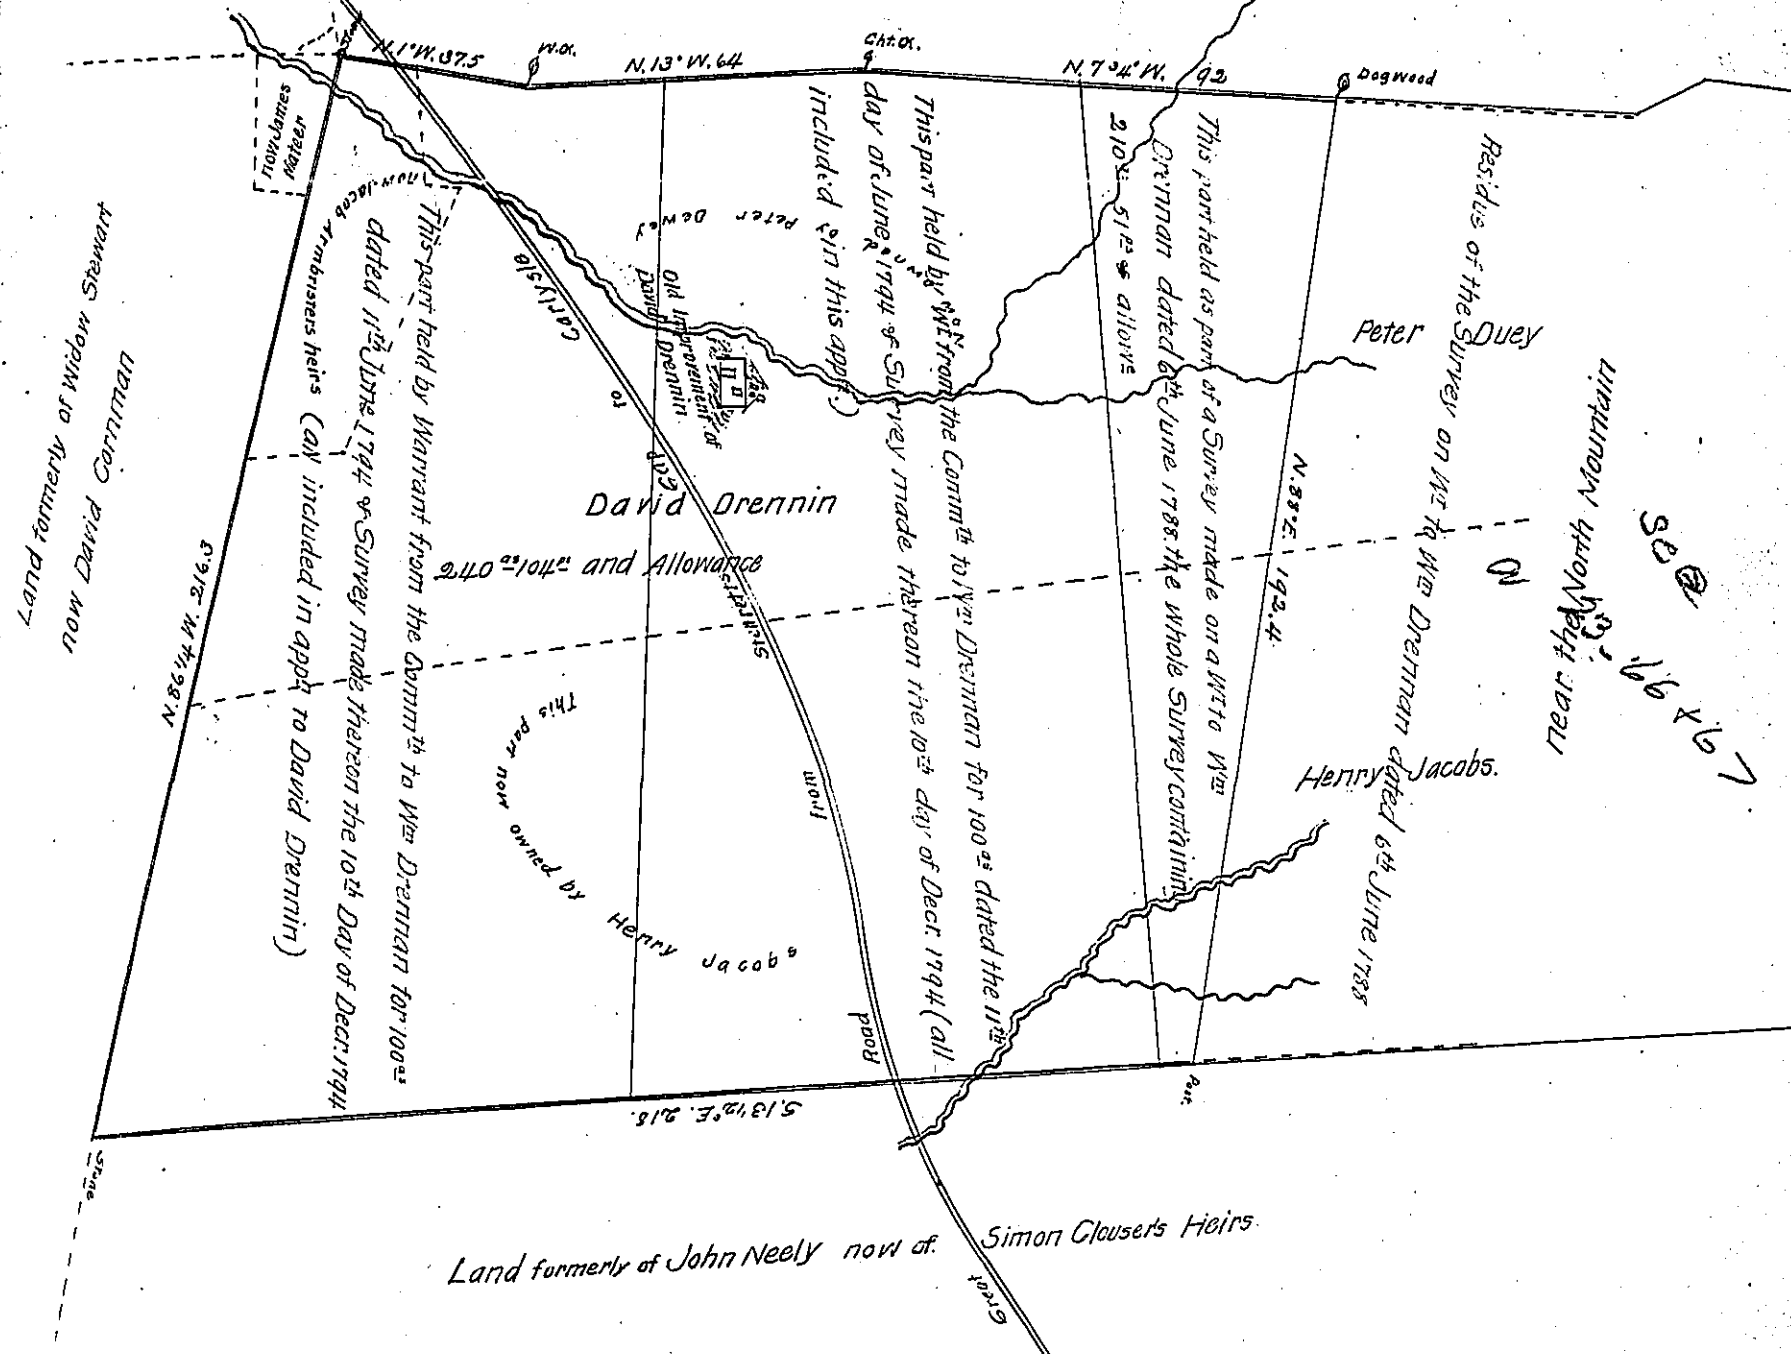 Stone
N. 1° W. 37.5
W.O.
N. 13° W. 64
Cht.O.
N. 7¾° W. 92
Dogwood
now James
Mateer
now Jacob Armbristers heirs
Land formerly of Widow Stewart
now David Cornman
N. 86¼ W. 216.3
This part held by Warrant from the Commth to Wm Drennan for 100as
dated 11th June 1794 & Survey made thereon the 10th Day of Decr. 1794
(all included in appn to David Drennin)
Old Improvement of
David Drennin
Peter Dewey
now owned
This part held by Wt from the Commth to Wm Drennan for 100as dated the 11th
day of June 1794 & Survey made thereon the 10th day of Decr. 1794 (all
included in this appn.)
This part held as part of a Survey made on a Wt to Wm
Drennan dated 6th June 1788 the whole Survey containing
210as 51ps & allowe
Residue of the Survey on Wt to Wm Drennan dated 6th June 1788
Peter Duey
David Drennin
240as 104ps and Allowance
This part now owned by Henry Jacobs
Great Road from Sterrett's Gap to Carlysle
N. 88° E. 192.4
Henry Jacobs.
near the North Mountain
Post
S. 13½° E. 218.
Stone
Land formerly of John Neely now of Simon Clouser's Heirs